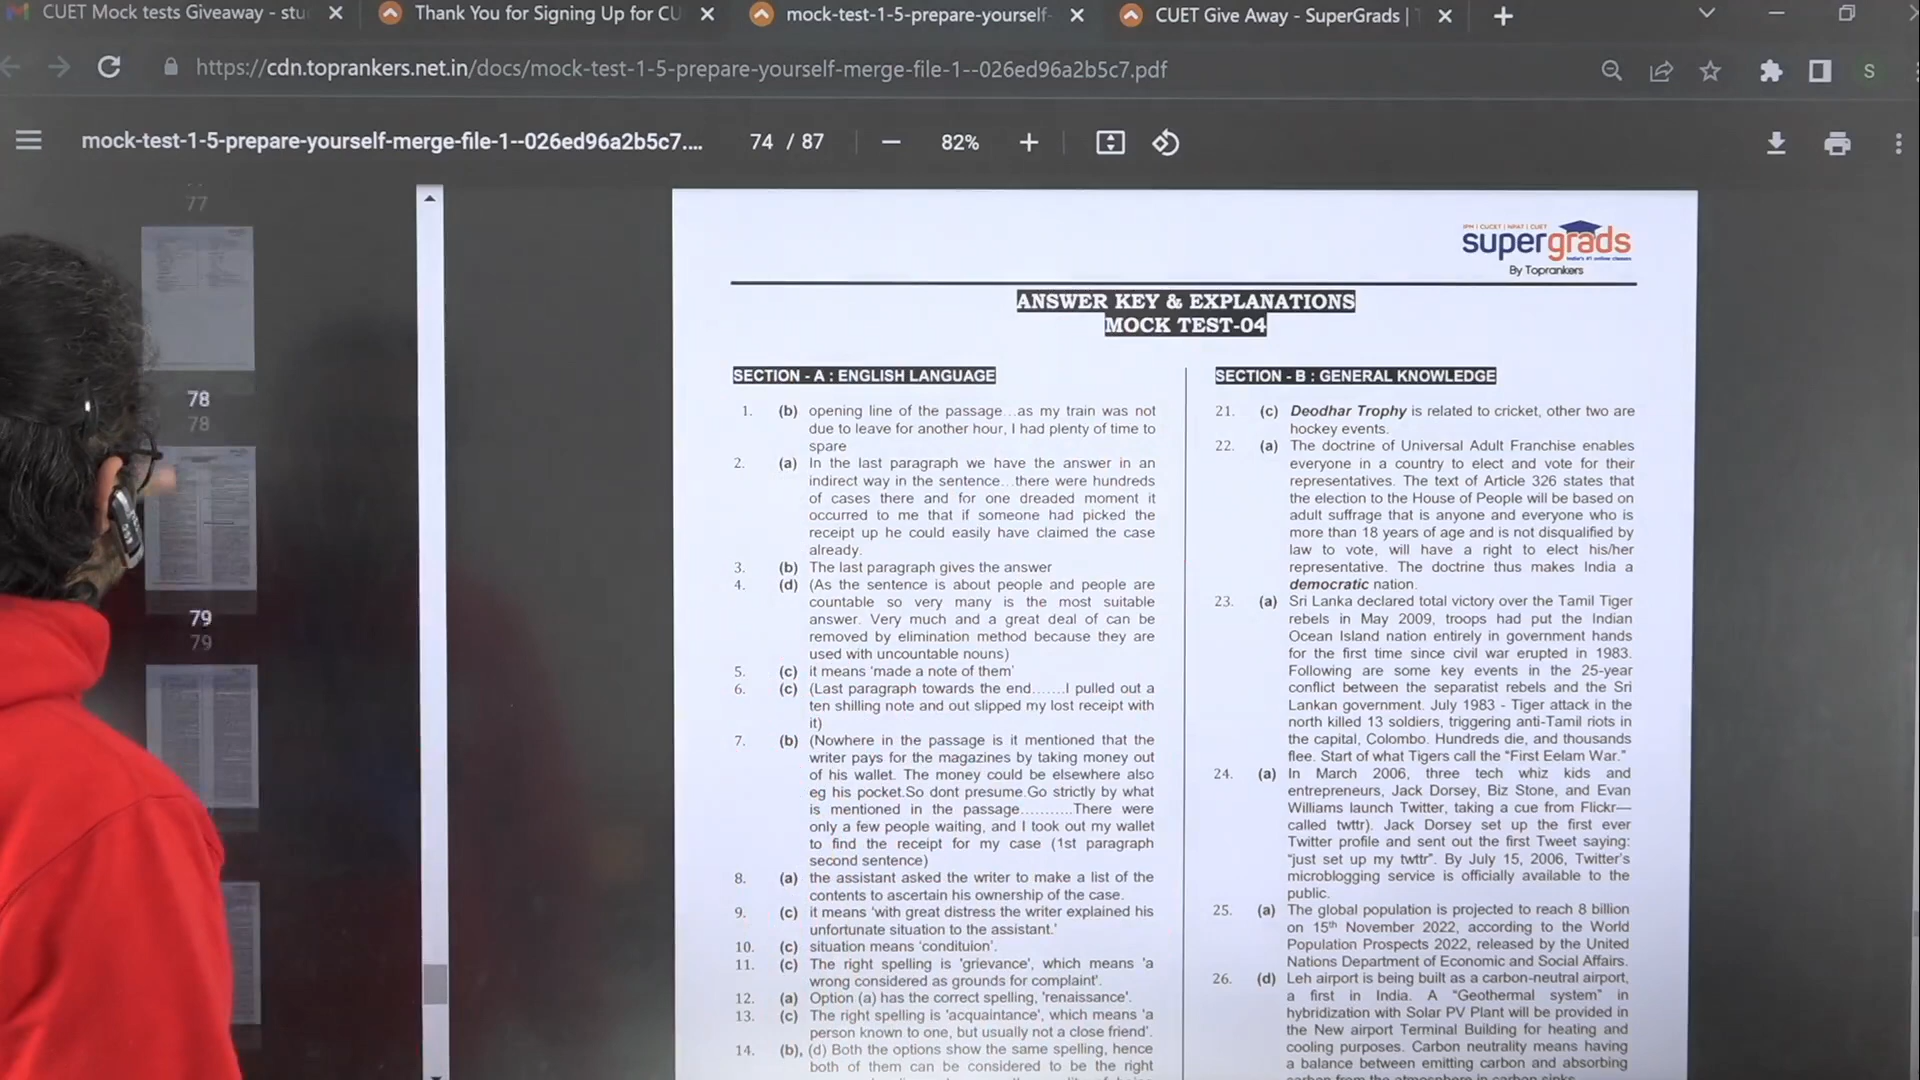 CUET Mock tests Giveaway - stu
Thank You for Signing Up for CU
mock-test-1-5-prepare-yourself-
CUET Give Away - SuperGrads |
https://cdn.toprankers.net.in/docs/mock-test-1-5-prepare-yourself-merge-file-1--026ed96a2b5c7.pdf
S
mock-test-1-5-prepare-yourself-merge-file-1--026ed96a2b5c7....
74 / 87
82%
77
78
78
79
79
IPM | CUCET | NPAT | CUET
supergrads
India's #1 online classes
By Toprankers
ANSWER KEY & EXPLANATIONS
MOCK TEST-04
SECTION - A : ENGLISH LANGUAGE
1. (b) opening line of the passage...as my train was not
due to leave for another hour, I had plenty of time to
spare
2. (a) In the last paragraph we have the answer in an
indirect way in the sentence...there were hundreds
of cases there and for one dreaded moment it
occurred to me that if someone had picked the
receipt up he could easily have claimed the case
already.
3. (b) The last paragraph gives the answer
4. (d) (As the sentence is about people and people are
countable so very many is the most suitable
answer. Very much and a great deal of can be
removed by elimination method because they are
used with uncountable nouns)
5. (c) it means 'made a note of them'
6. (c) (Last paragraph towards the end.......I pulled out a
ten shilling note and out slipped my lost receipt with
it)
7. (b) (Nowhere in the passage is it mentioned that the
writer pays for the magazines by taking money out
of his wallet. The money could be elsewhere also
eg his pocket.So dont presume.Go strictly by what
is mentioned in the passage...........There were
only a few people waiting, and I took out my wallet
to find the receipt for my case (1st paragraph
second sentence)
8. (a) the assistant asked the writer to make a list of the
contents to ascertain his ownership of the case.
9. (c) it means 'with great distress the writer explained his
unfortunate situation to the assistant.'
10. (c) situation means 'condituion'.
11. (c) The right spelling is 'grievance', which means 'a
wrong considered as grounds for complaint'.
12. (a) Option (a) has the correct spelling, 'renaissance'.
13. (c) The right spelling is 'acquaintance', which means 'a
person known to one, but usually not a close friend'.
14. (b), (d) Both the options show the same spelling, hence
both of them can be considered to be the right
SECTION - B : GENERAL KNOWLEDGE
21. (c) Deodhar Trophy is related to cricket, other two are
hockey events.
22. (a) The doctrine of Universal Adult Franchise enables
everyone in a country to elect and vote for their
representatives. The text of Article 326 states that
the election to the House of People will be based on
adult suffrage that is anyone and everyone who is
more than 18 years of age and is not disqualified by
law to vote, will have a right to elect his/her
representative. The doctrine thus makes India a
democratic nation.
23. (a) Sri Lanka declared total victory over the Tamil Tiger
rebels in May 2009, troops had put the Indian
Ocean Island nation entirely in government hands
for the first time since civil war erupted in 1983.
Following are some key events in the 25-year
conflict between the separatist rebels and the Sri
Lankan government. July 1983 - Tiger attack in the
north killed 13 soldiers, triggering anti-Tamil riots in
the capital, Colombo. Hundreds die, and thousands
flee. Start of what Tigers call the "First Eelam War."
24. (a) In March 2006, three tech whiz kids and
entrepreneurs, Jack Dorsey, Biz Stone, and Evan
Williams launch Twitter, taking a cue from Flickr—
called twttr). Jack Dorsey set up the first ever
Twitter profile and sent out the first Tweet saying:
"just set up my twttr". By July 15, 2006, Twitter's
microblogging service is officially available to the
public.
25. (a) The global population is projected to reach 8 billion
on 15th November 2022, according to the World
Population Prospects 2022, released by the United
Nations Department of Economic and Social Affairs.
26. (d) Leh airport is being built as a carbon-neutral airport,
a first in India. A "Geothermal system" in
hybridization with Solar PV Plant will be provided in
the New airport Terminal Building for heating and
cooling purposes. Carbon neutrality means having
a balance between emitting carbon and absorbing
carbon from the atmosphere in carbon sinks.